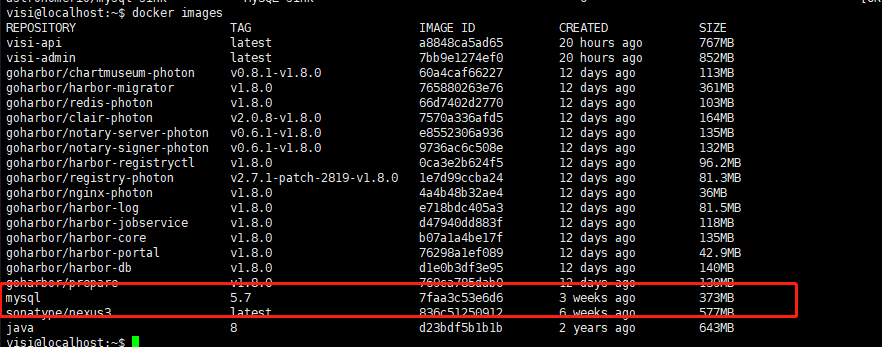 visi@localhost:~$ docker images
REPOSITORY TAG IMAGE ID CREATED SIZE
visi-api latest a8848ca5ad65 20 hours ago 767MB
visi-admin latest 7bb9e1274ef0 20 hours ago 852MB
goharbor/chartmuseum-photon v0.8.1-v1.8.0 60a4caf66227 12 days ago 113MB
goharbor/harbor-migrator v1.8.0 765880263e76 12 days ago 361MB
goharbor/redis-photon v1.8.0 66d7402d2770 12 days ago 103MB
goharbor/clair-photon v2.0.8-v1.8.0 7570a336afd5 12 days ago 164MB
goharbor/notary-server-photon v0.6.1-v1.8.0 e8552306a936 12 days ago 135MB
goharbor/notary-signer-photon v0.6.1-v1.8.0 9736ac6c508e 12 days ago 132MB
goharbor/harbor-registryctl v1.8.0 0ca3e2b624f5 12 days ago 96.2MB
goharbor/registry-photon v2.7.1-patch-2819-v1.8.0 1e7d99ccba24 12 days ago 81.3MB
goharbor/nginx-photon v1.8.0 4a4b48b32ae4 12 days ago 36MB
goharbor/harbor-log v1.8.0 e718bdc405a3 12 days ago 81.5MB
goharbor/harbor-jobservice v1.8.0 d47940dd883f 12 days ago 118MB
goharbor/harbor-core v1.8.0 b07a1a4be17f 12 days ago 135MB
goharbor/harbor-portal v1.8.0 76298a1ef089 12 days ago 42.9MB
goharbor/harbor-db v1.8.0 d1e0b3df3e95 12 days ago 140MB
goharbor/prepare v1.8.0 12 days ago
mysql 5.7 7faa3c53e6d6 3 weeks ago 373MB
sonatype/nexus3 latest 836c51250912 6 weeks ago 577MB
java 8 d23bdf5b1b1b 2 years ago 643MB
visi@localhost:~$